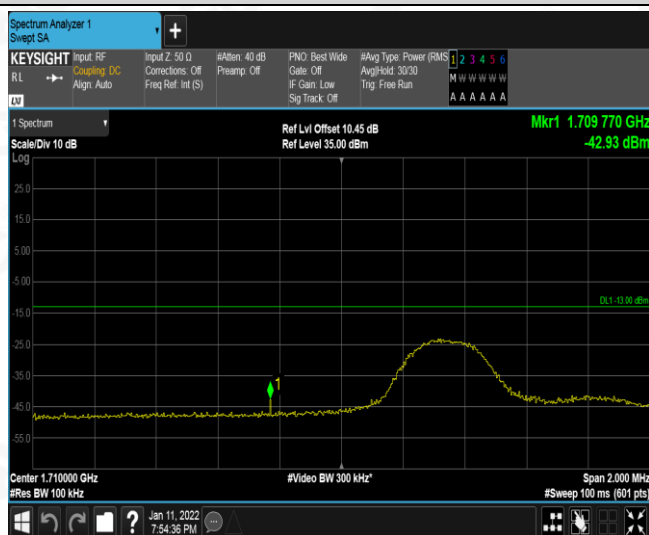 Spectrum Analyzer 1
Swept SA
+
KEYSIGHT Input: RF Input Z: 50 Ω #Atten: 40 dB PNO: Best Wide #Avg Type: Power (RMS 1 2 3 4 5 6
RL Coupling: DC Corrections: Off Preamp: Off Gate: Off Avg|Hold: 30/30 M W W W W W
Align: Auto Freq Ref: Int (S) IF Gain: Low Trig: Free Run
Sig Track: Off A A A A A A
LXI
1 Spectrum Ref Lvl Offset 10.45 dB Mkr1 1.709 770 GHz
Scale/Div 10 dB Ref Level 35.00 dBm -42.93 dBm
Log
25.0
15.0
5.00
-5.00
DL1 -13.00 dBm
-15.0
-25.0
-35.0
1
-45.0
-55.0
Center 1.710000 GHz #Video BW 300 kHz* Span 2.000 MHz
#Res BW 100 kHz #Sweep 100 ms (601 pts)
? Jan 11, 2022
7:54:36 PM